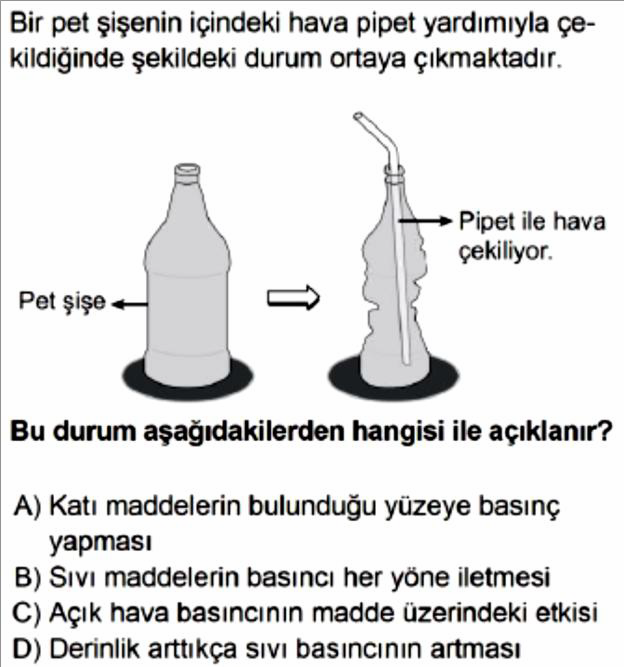 Bir pet şişenin içindeki hava pipet yardımıyla çe-
kildiğinde şekildeki durum ortaya çıkmaktadır.
Pipet ile hava
çekiliyor.
Pet şişe
Bu durum aşağıdakilerden hangisi ile açıklanır?
A) Katı maddelerin bulunduğu yüzeye basınç
yapması
B) Sıvı maddelerin basıncı her yöne iletmesi
C) Açık hava basıncının madde üzerindeki etkisi
D) Derinlik arttıkça sıvı basıncının artması